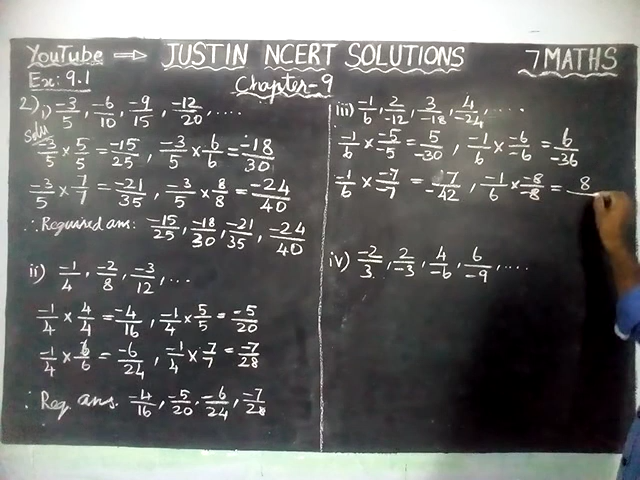 YouTube → JUSTIN NCERT SOLUTIONS 7 MATHS
Ex: 9.1 Chapter-9
2) i) -3/5, -6/10, -9/15, -12/20, ....
Solu
-3/5 × 5/5 = -15/25, -3/5 × 6/6 = -18/30
-3/5 × 7/7 = -21/35, -3/5 × 8/8 = -24/40
∴ Required ans: -15/25, -18/30, -21/35, -24/40
ii) -1/4, -2/8, -3/12, ...
-1/4 × 4/4 = -4/16, -1/4 × 5/5 = -5/20
-1/4 × 6/6 = -6/24, -1/4 × 7/7 = -7/28
∴ Req. ans. -4/16, -5/20, -6/24, -7/28
iii) -1/6, 2/-12, 3/-18, 4/-24, ....
-1/6 × -5/-5 = 5/-30, -1/6 × -6/-6 = 6/-36
-1/6 × -7/-7 = 7/-42, -1/6 × -8/-8 = 8/
iv) -2/3, 2/-3, 4/-6, 6/-9, ....